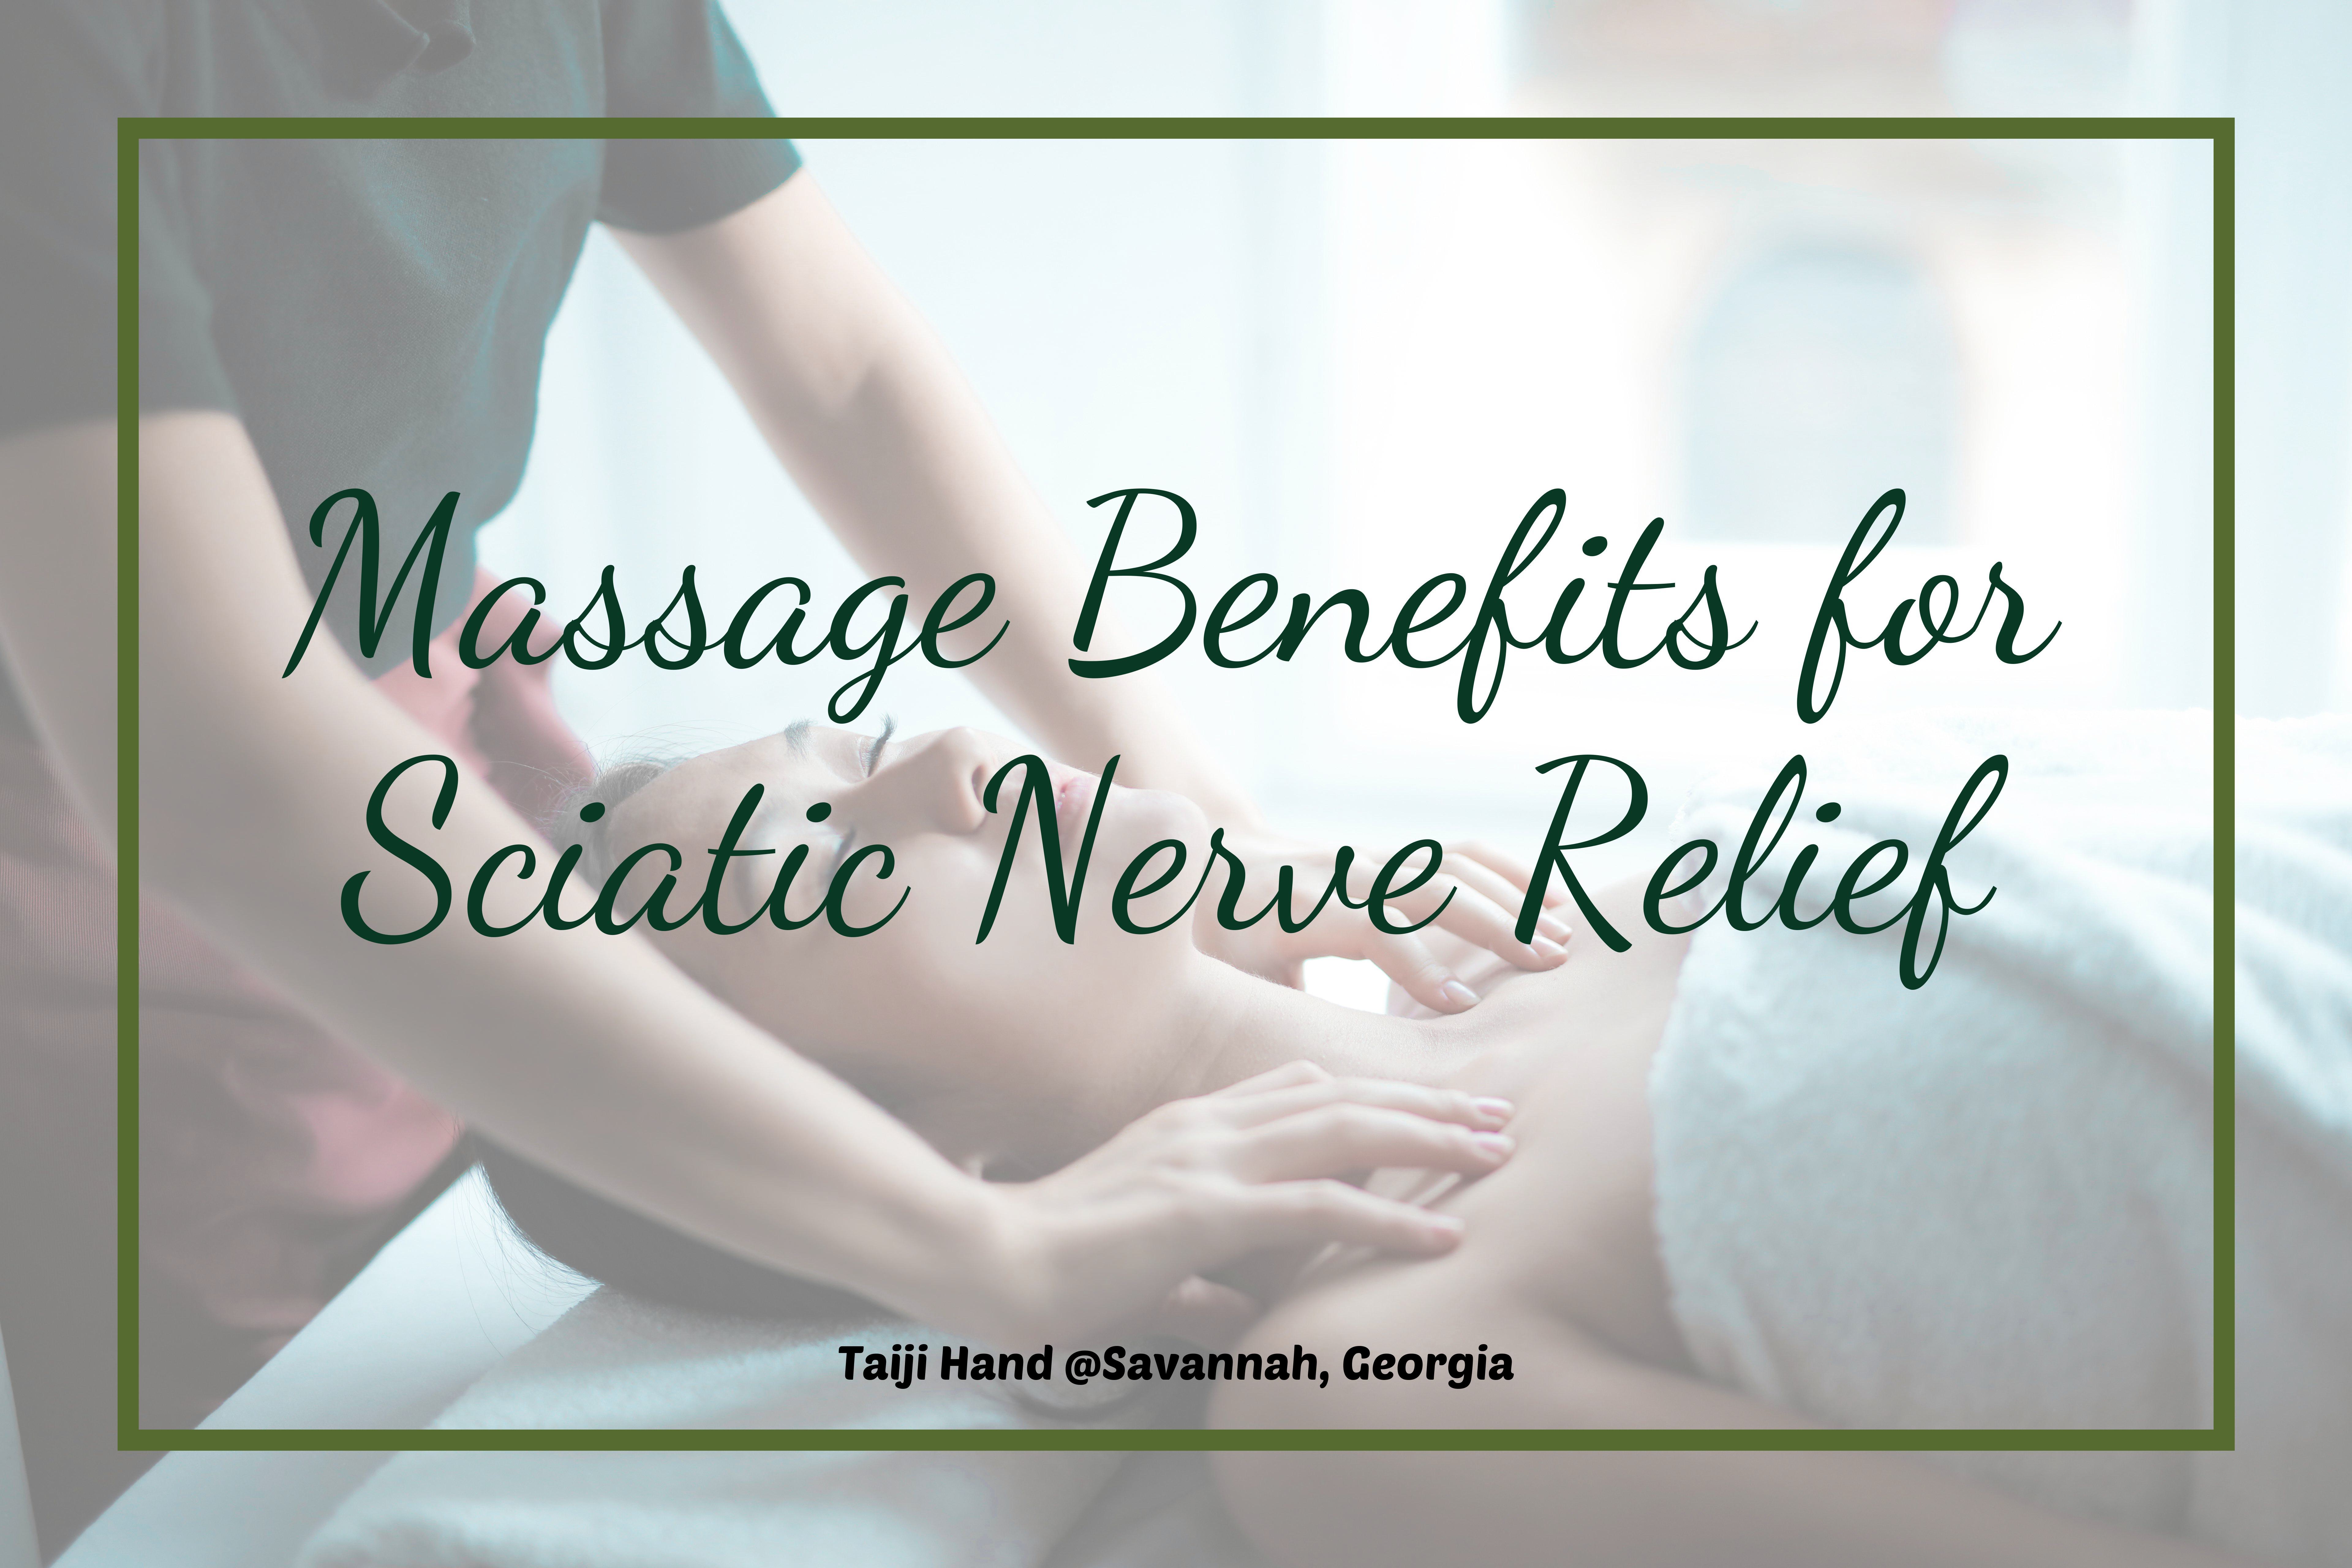 Massage Benefits for
Sciatic Nerve Relief
Taiji Hand @Savannah, Georgia